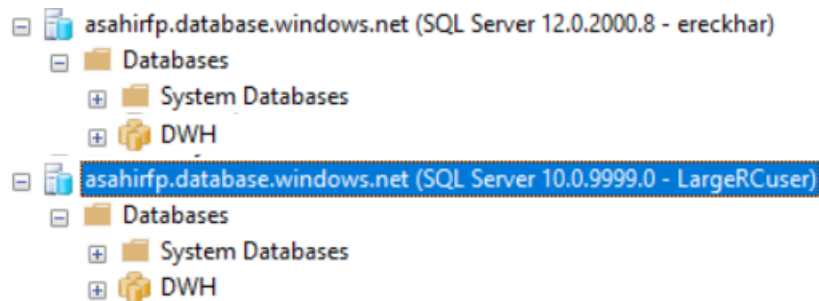 asahirfp.database.windows.net (SQL Server 12.0.2000.8 - ereckhar)
Databases
System Databases
DWH
asahirfp.database.windows.net (SQL Server 10.0.9999.0 - LargeRCuser)
Databases
System Databases
DWH